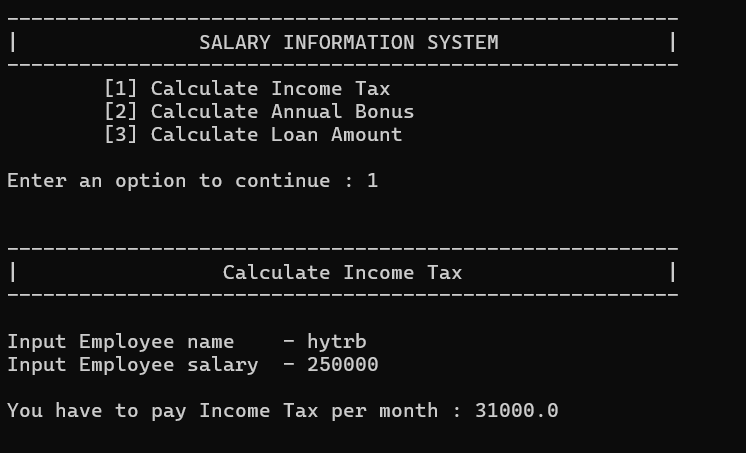 --------------------------------------------------------
|               SALARY INFORMATION SYSTEM              |
--------------------------------------------------------
        [1] Calculate Income Tax
        [2] Calculate Annual Bonus
        [3] Calculate Loan Amount
Enter an option to continue : 1
--------------------------------------------------------
|                 Calculate Income Tax                 |
--------------------------------------------------------
Input Employee name    - hytrb
Input Employee salary  - 250000
You have to pay Income Tax per month : 31000.0